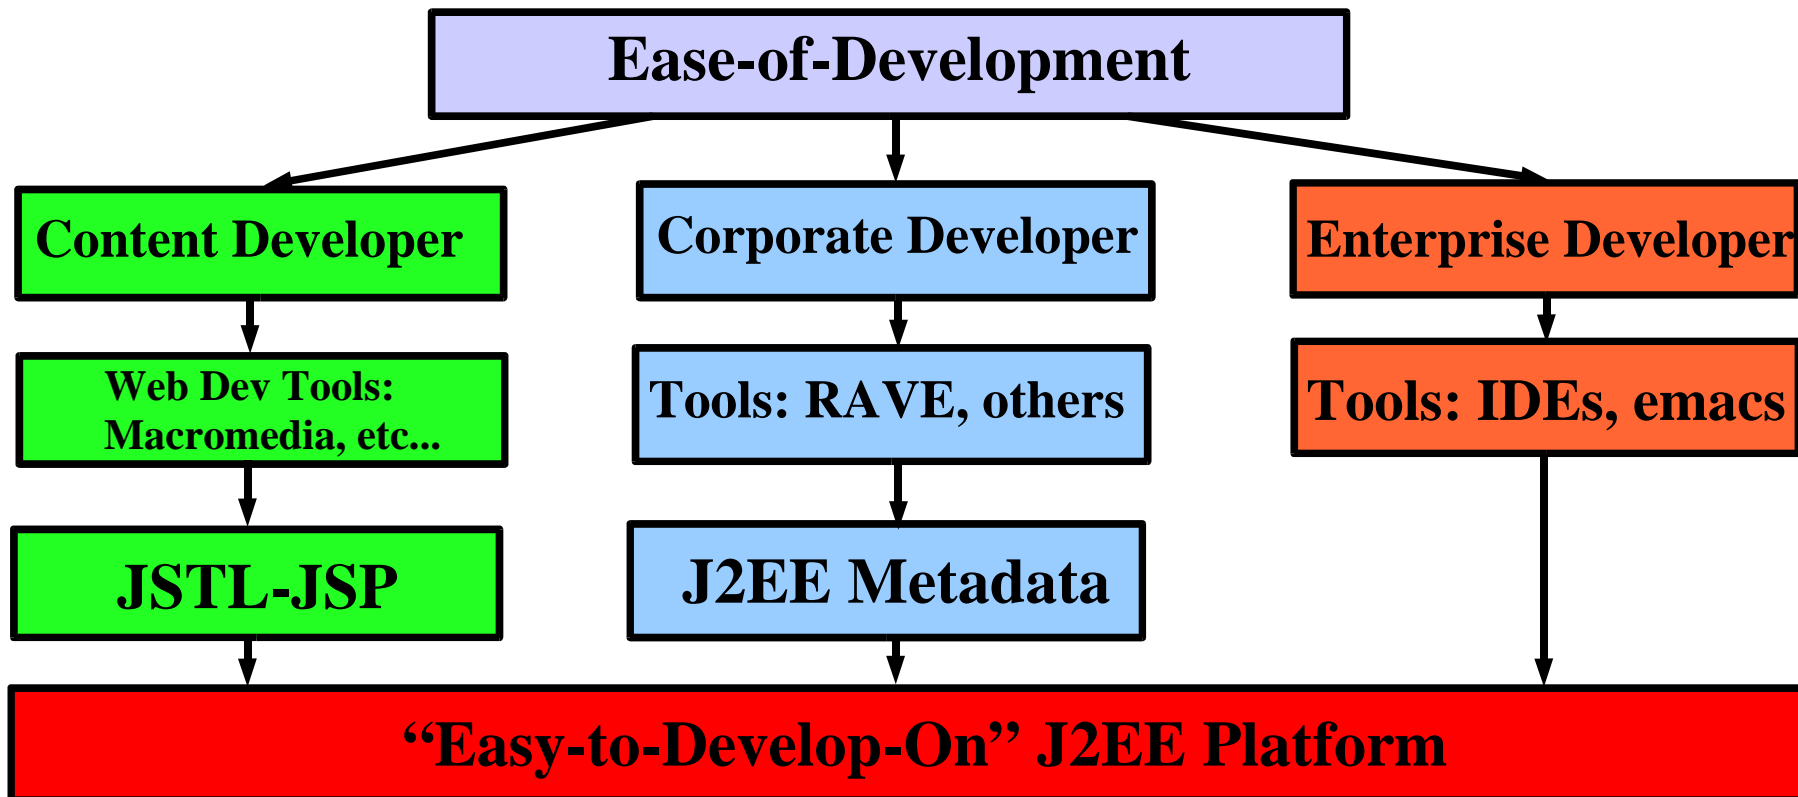 Ease-of-Development
Content Developer
Corporate Developer
Enterprise Developer
Web Dev Tools:
Macromedia, etc...
Tools: RAVE, others
Tools: IDEs, emacs
JSTL-JSP
J2EE Metadata
“Easy-to-Develop-On” J2EE Platform